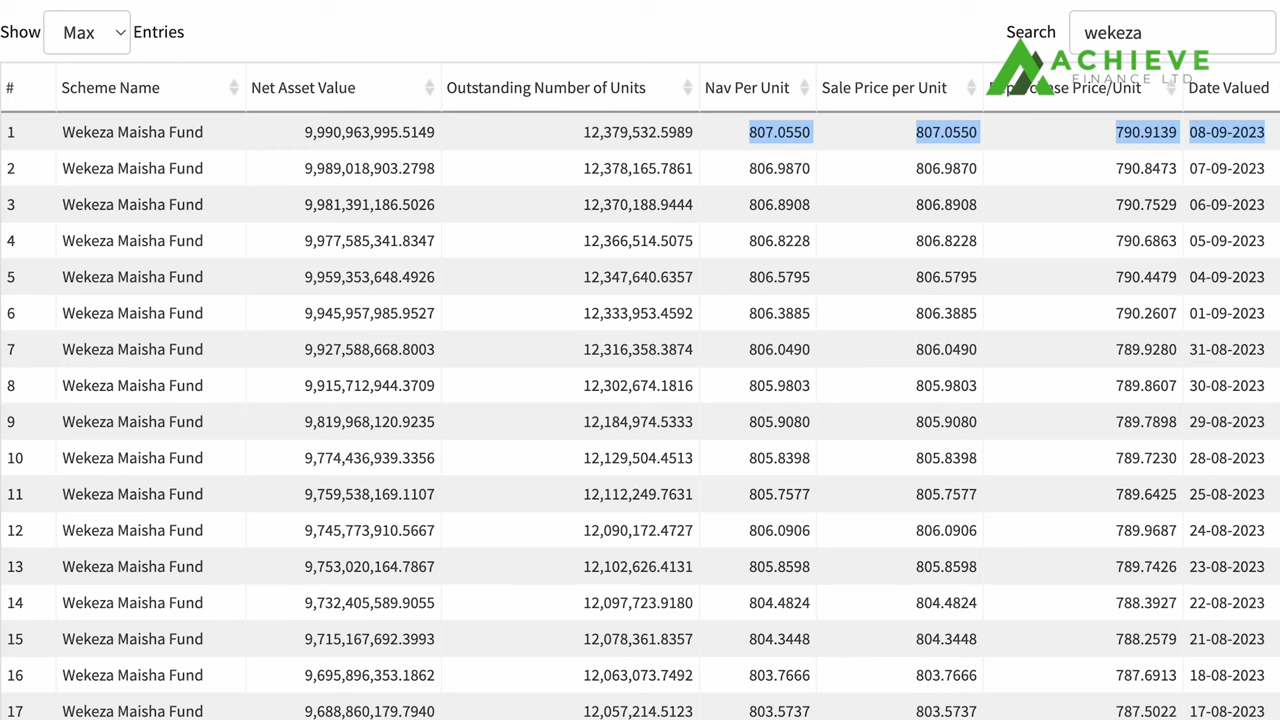 Show Max Entries Search wekeza
ACHIEVE
FINANCE LTD
# Scheme Name Net Asset Value Outstanding Number of Units Nav Per Unit Sale Price per Unit Price/Unit Date Valued
1 Wekeza Maisha Fund 9,990,963,995.5149 12,379,532.5989 807.0550 807.0550 790.9139 08-09-2023
2 Wekeza Maisha Fund 9,989,018,903.2798 12,378,165.7861 806.9870 806.9870 790.8473 07-09-2023
3 Wekeza Maisha Fund 9,981,391,186.5026 12,370,188.9444 806.8908 806.8908 790.7529 06-09-2023
4 Wekeza Maisha Fund 9,977,585,341.8347 12,366,514.5075 806.8228 806.8228 790.6863 05-09-2023
5 Wekeza Maisha Fund 9,959,353,648.4926 12,347,640.6357 806.5795 806.5795 790.4479 04-09-2023
6 Wekeza Maisha Fund 9,945,957,985.9527 12,333,953.4592 806.3885 806.3885 790.2607 01-09-2023
7 Wekeza Maisha Fund 9,927,588,668.8003 12,316,358.3874 806.0490 806.0490 789.9280 31-08-2023
8 Wekeza Maisha Fund 9,915,712,944.3709 12,302,674.1816 805.9803 805.9803 789.8607 30-08-2023
9 Wekeza Maisha Fund 9,819,968,120.9235 12,184,974.5333 805.9080 805.9080 789.7898 29-08-2023
10 Wekeza Maisha Fund 9,774,436,939.3356 12,129,504.4513 805.8398 805.8398 789.7230 28-08-2023
11 Wekeza Maisha Fund 9,759,538,169.1107 12,112,249.7631 805.7577 805.7577 789.6425 25-08-2023
12 Wekeza Maisha Fund 9,745,773,910.5667 12,090,172.4727 806.0906 806.0906 789.9687 24-08-2023
13 Wekeza Maisha Fund 9,753,020,164.7867 12,102,626.4131 805.8598 805.8598 789.7426 23-08-2023
14 Wekeza Maisha Fund 9,732,405,589.9055 12,097,723.9180 804.4824 804.4824 788.3927 22-08-2023
15 Wekeza Maisha Fund 9,715,167,692.3993 12,078,361.8357 804.3448 804.3448 788.2579 21-08-2023
16 Wekeza Maisha Fund 9,695,896,353.1862 12,063,073.7492 803.7666 803.7666 787.6913 18-08-2023
17 Wekeza Maisha Fund 9,688,860,179.7940 12,057,214.5123 803.5737 803.5737 787.5022 17-08-2023